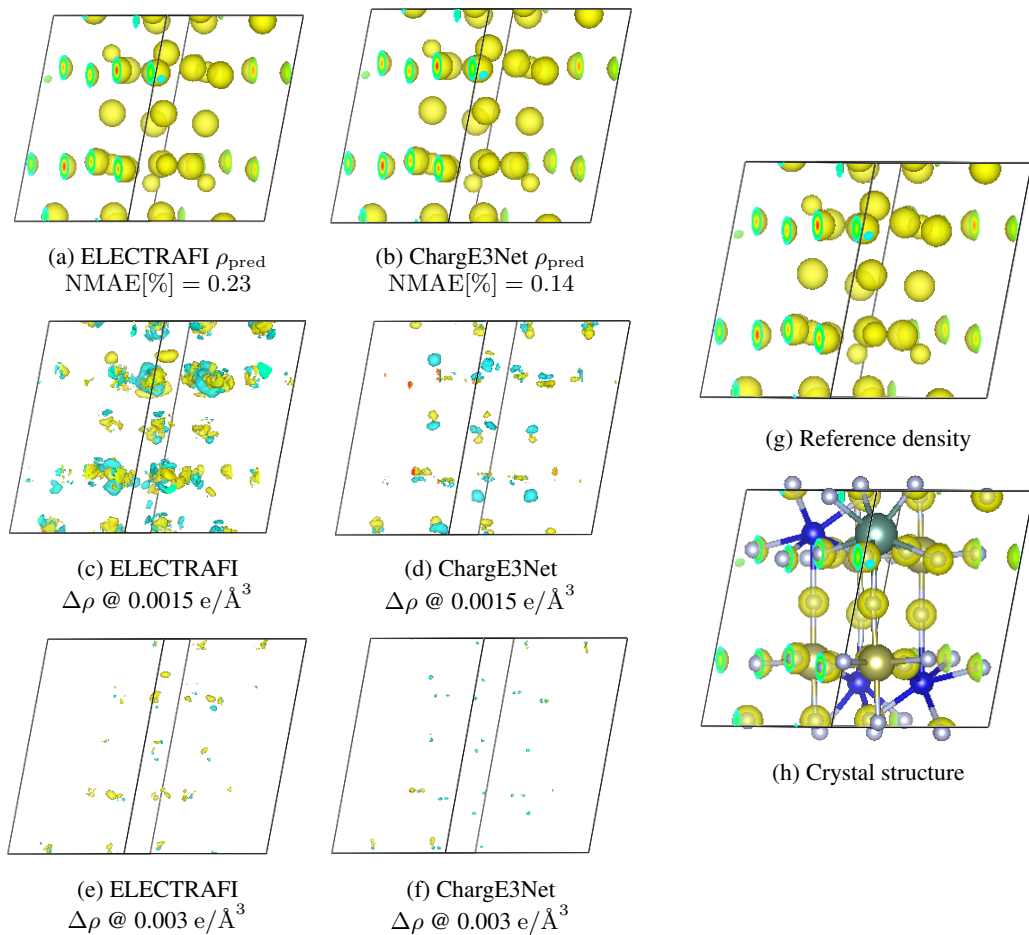 (a) ELECTRAFI ρpred
NMAE[%] = 0.23
(b) ChargE3Net ρpred
NMAE[%] = 0.14
(c) ELECTRAFI
Δρ @ 0.0015 e/Å³
(d) ChargE3Net
Δρ @ 0.0015 e/Å³
(e) ELECTRAFI
Δρ @ 0.003 e/Å³
(f) ChargE3Net
Δρ @ 0.003 e/Å³
(g) Reference density
(h) Crystal structure